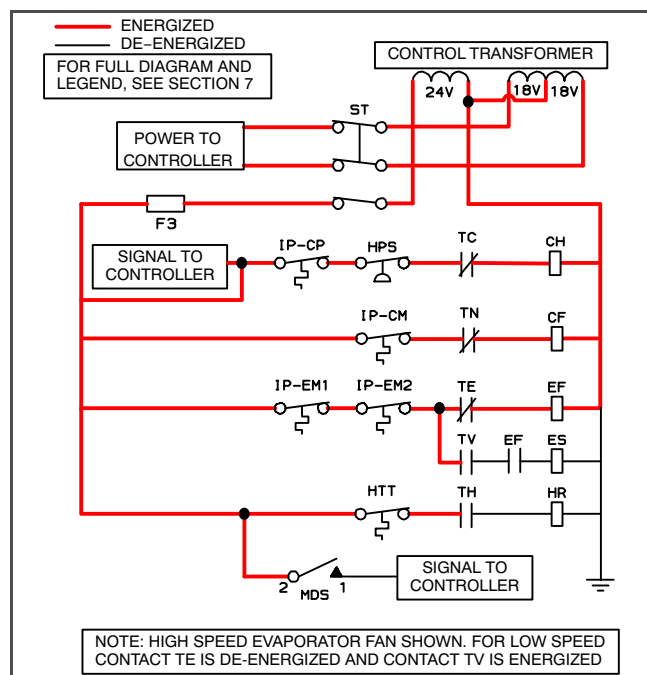 ENERGIZED
DE-ENERGIZED
FOR FULL DIAGRAM AND
LEGEND, SEE SECTION 7
CONTROL TRANSFORMER
24V
18V
18V
ST
POWER TO
CONTROLLER
F3
SIGNAL TO
CONTROLLER
IP-CP
HPS
TC
CH
IP-CM
TN
CF
IP-EM1
IP-EM2
TE
EF
TV
EF
ES
HTT
TH
HR
2
MDS
1
SIGNAL TO
CONTROLLER
NOTE: HIGH SPEED EVAPORATOR FAN SHOWN. FOR LOW SPEED
CONTACT TE IS DE-ENERGIZED AND CONTACT TV IS ENERGIZED